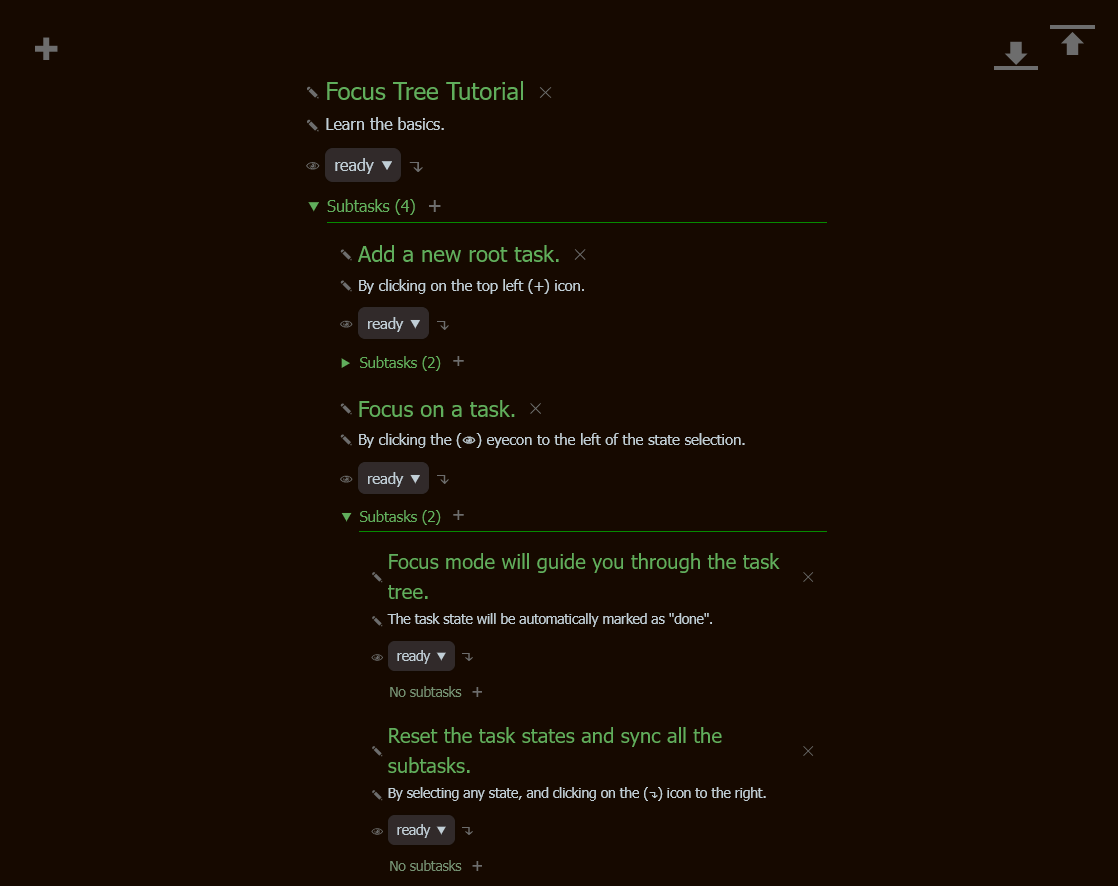 Focus Tree Tutorial
Learn the basics.
ready
Subtasks (4)
Add a new root task.
By clicking on the top left (+) icon.
ready
Subtasks (2)
Focus on a task.
By clicking the (👁) eyecon to the left of the state selection.
ready
Subtasks (2)
Focus mode will guide you through the task
tree.
The task state will be automatically marked as "done".
ready
No subtasks
Reset the task states and sync all the
subtasks.
By selecting any state, and clicking on the (↴) icon to the right.
ready
No subtasks